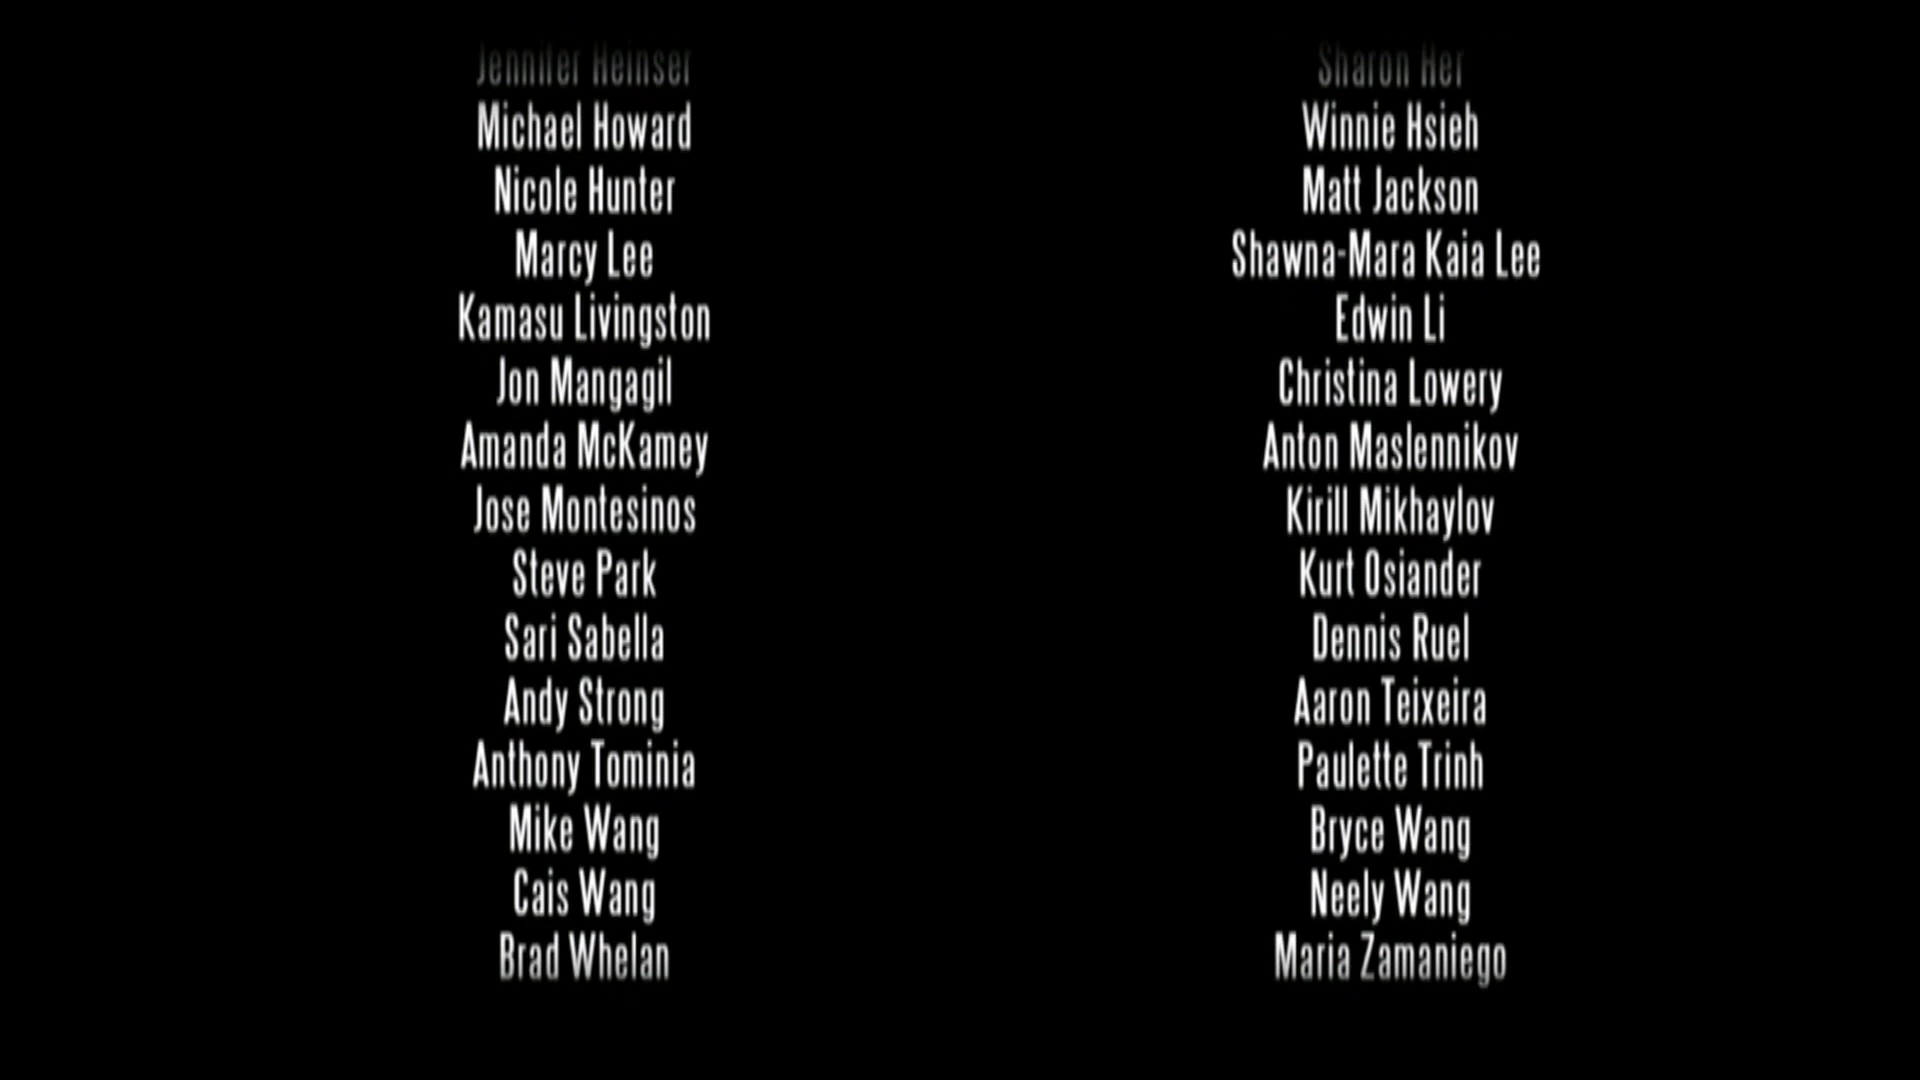 Jennifer Heinser
Sharon Her
Michael Howard
Winnie Hsieh
Nicole Hunter
Matt Jackson
Marcy Lee
Shawna-Mara Kaia Lee
Kamasu Livingston
Edwin Li
Jon Mangagil
Christina Lowery
Amanda McKamey
Anton Maslennikov
Jose Montesinos
Kirill Mikhaylov
Steve Park
Kurt Osiander
Sari Sabella
Dennis Ruel
Andy Strong
Aaron Teixeira
Anthony Tominia
Paulette Trinh
Mike Wang
Bryce Wang
Cais Wang
Neely Wang
Brad Whelan
Maria Zamaniego